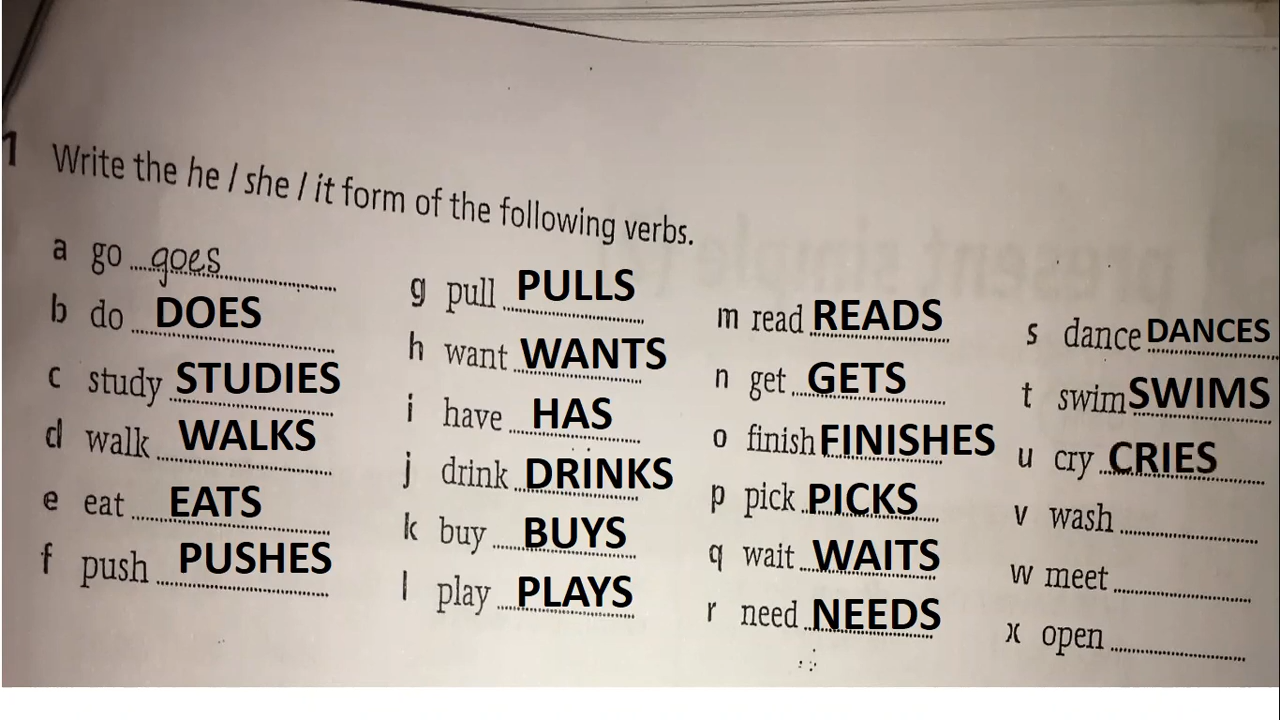 1 Write the he / she / it form of the following verbs.
a go goes
b do DOES
c study STUDIES
d walk WALKS
e eat EATS
f push PUSHES
g pull PULLS
h want WANTS
i have HAS
j drink DRINKS
k buy BUYS
l play PLAYS
m read READS
n get GETS
o finish FINISHES
p pick PICKS
q wait WAITS
r need NEEDS
s dance DANCES
t swim SWIMS
u cry CRIES
v wash
w meet
x open